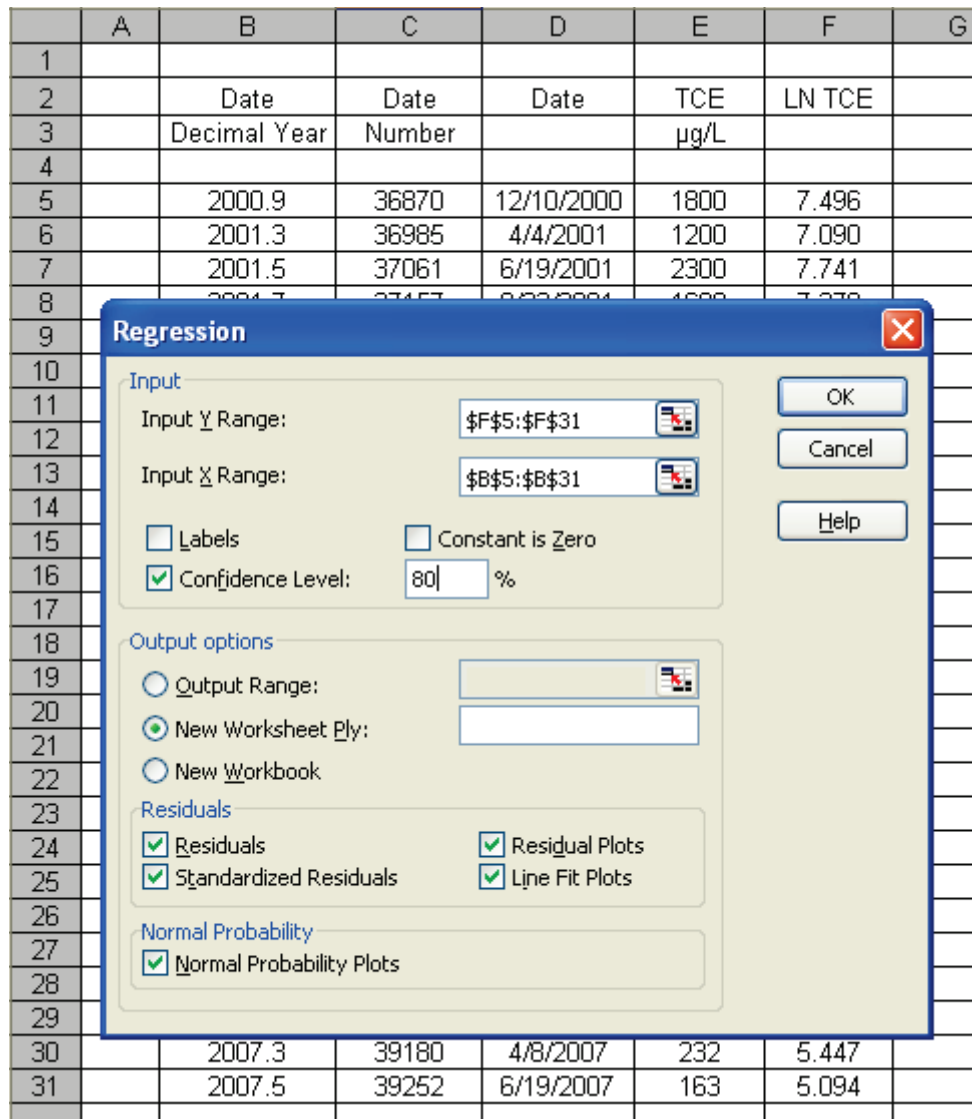 A B C D E F G
1
2 Date Date Date TCE LN TCE
3 Decimal Year Number µg/L
4
5 2000.9 36870 12/10/2000 1800 7.496
6 2001.3 36985 4/4/2001 1200 7.090
7 2001.5 37061 6/19/2001 2300 7.741
8
9 Regression
10 Input
11 Input Y Range: $F$5:$F$31 OK
12 Cancel
13 Input X Range: $B$5:$B$31
14 Help
15 Labels Constant is Zero
16 Confidence Level: 80 %
17
18 Output options
19 Output Range:
20
21 New Worksheet Ply:
22 New Workbook
23 Residuals
24 Residuals Residual Plots
25 Standardized Residuals Line Fit Plots
26
27 Normal Probability
28 Normal Probability Plots
29
30 2007.3 39180 4/8/2007 232 5.447
31 2007.5 39252 6/19/2007 163 5.094